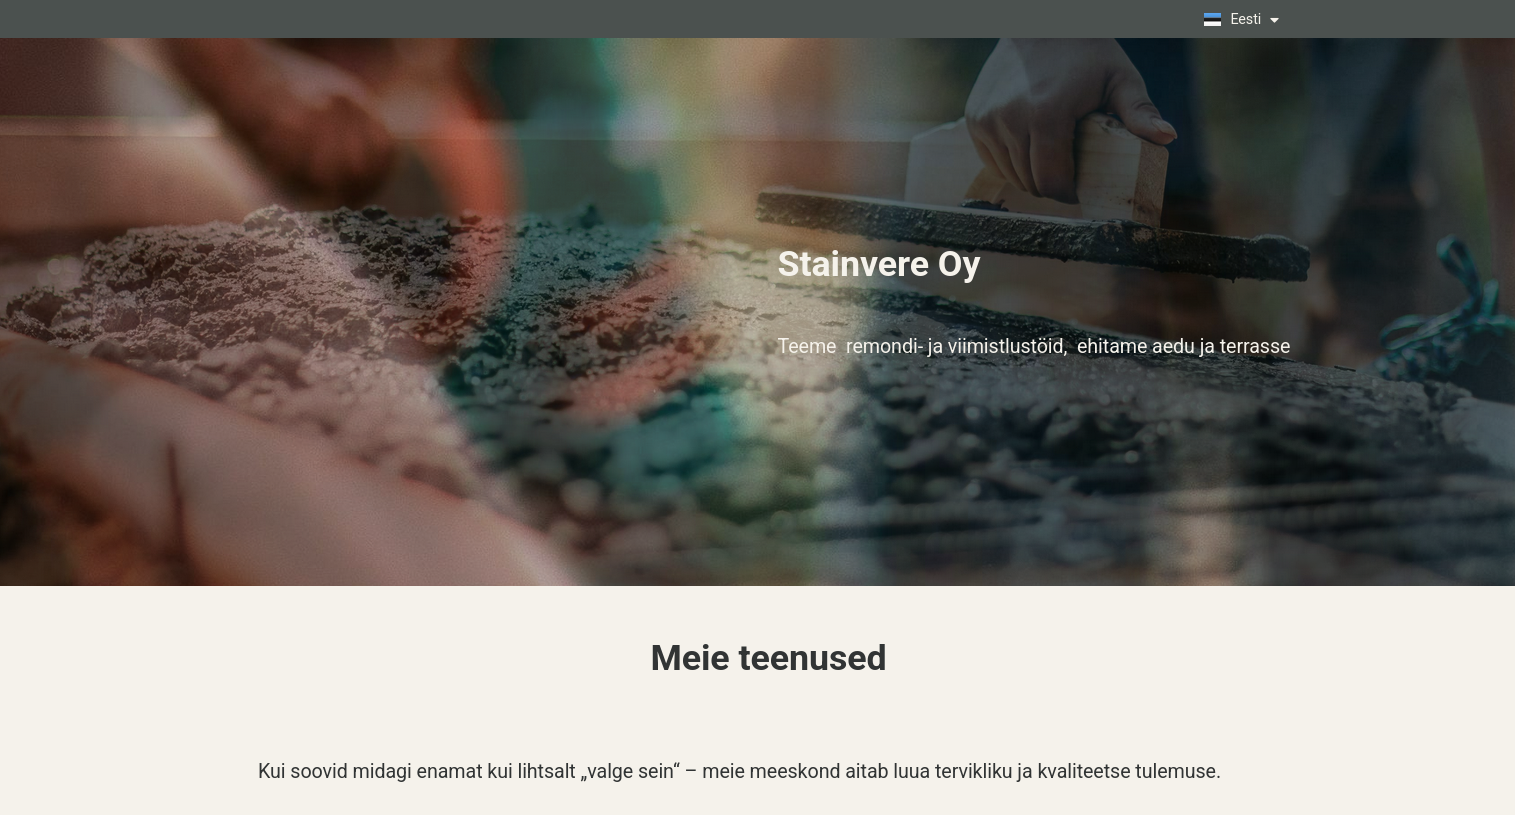 Eesti
Stainvere Oy
Teeme  remondi- ja viimistlustöid,  ehitame aedu ja terrasse
Meie teenused
Kui soovid midagi enamat kui lihtsalt „valge sein“ – meie meeskond aitab luua tervikliku ja kvaliteetse tulemuse.